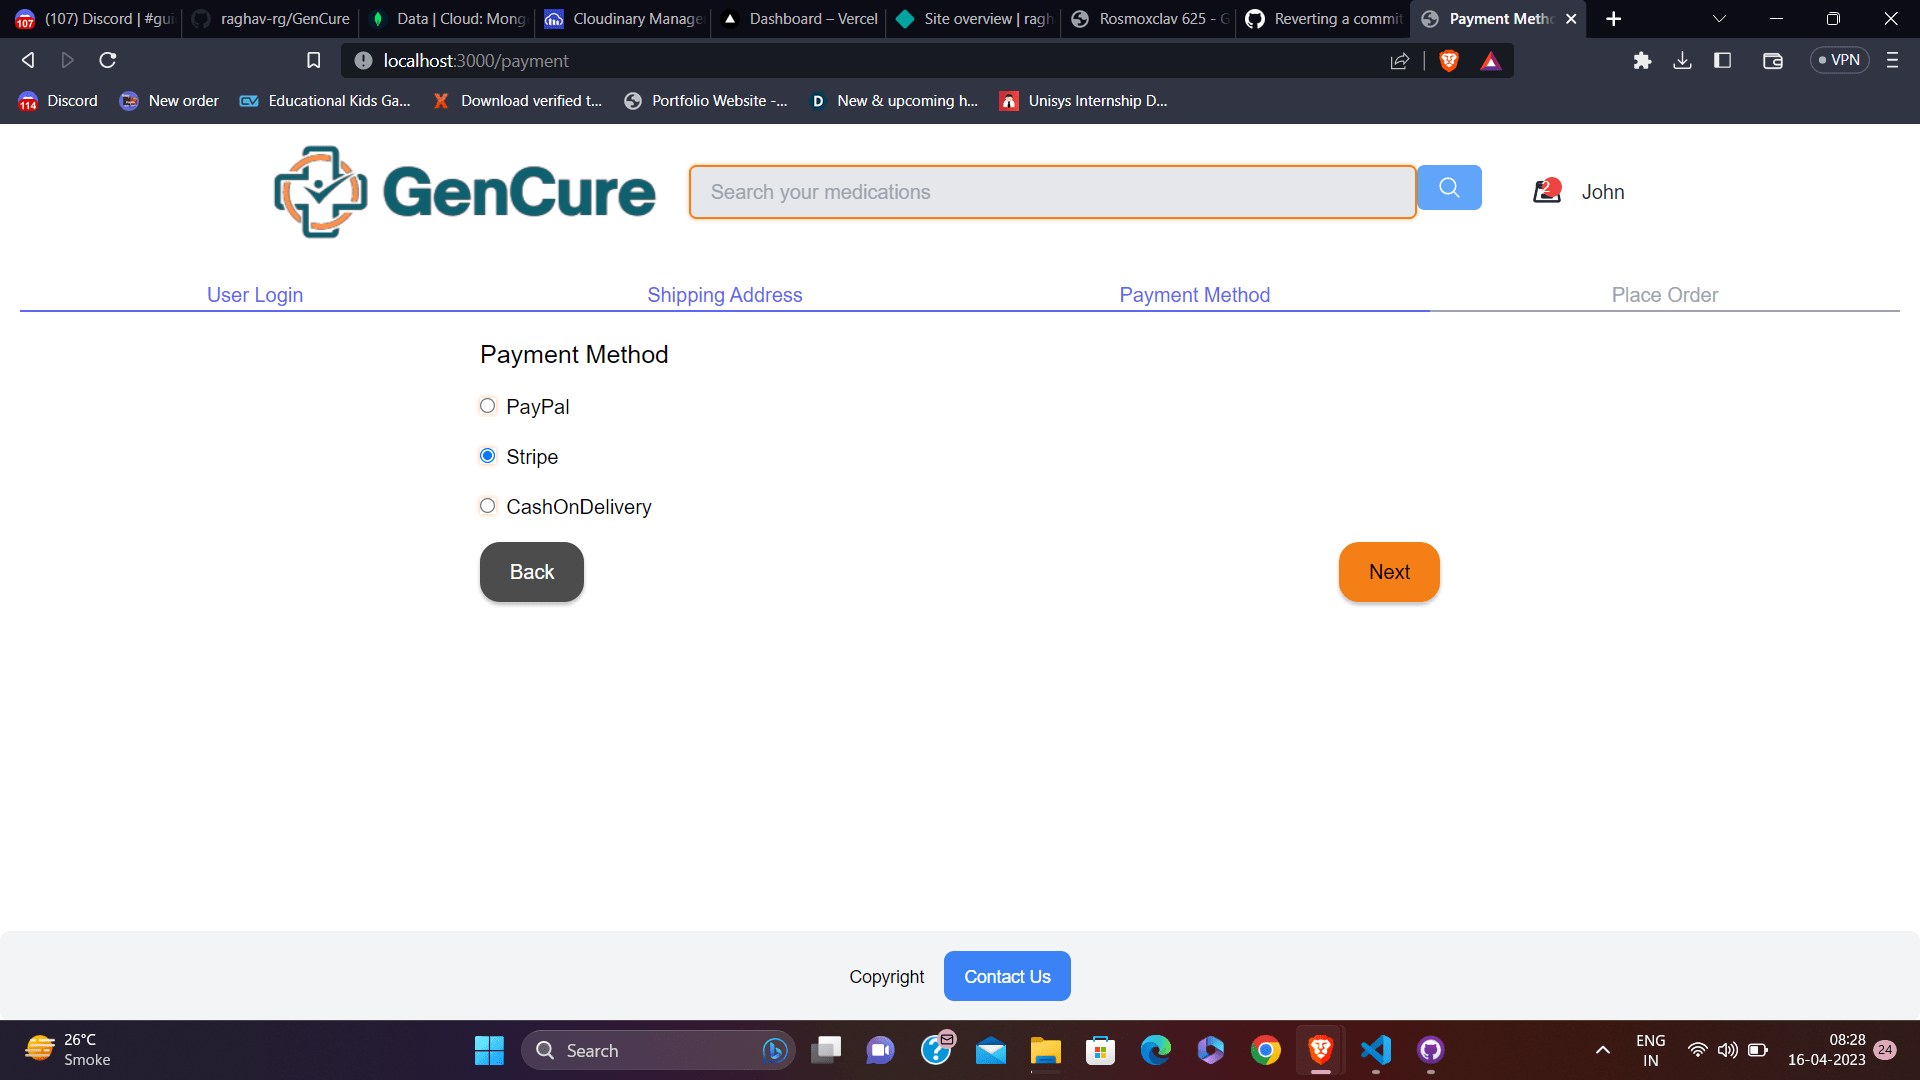 107 (107) Discord | #gui raghav-rg/GenCure Data | Cloud: Mong Cloudinary Manage Dashboard – Vercel Site overview | ragh Rosmoxclav 625 - G Reverting a commit Payment Meth
localhost:3000/payment VPN
114 Discord New order Educational Kids Ga... Download verified t... Portfolio Website -... D New & upcoming h... Unisys Internship D...
GenCure Search your medications 2 John
User Login Shipping Address Payment Method Place Order
Payment Method
PayPal
Stripe
CashOnDelivery
Back Next
Copyright Contact Us
26°C
Smoke
Search
ENG
IN
08:28
16-04-2023
24